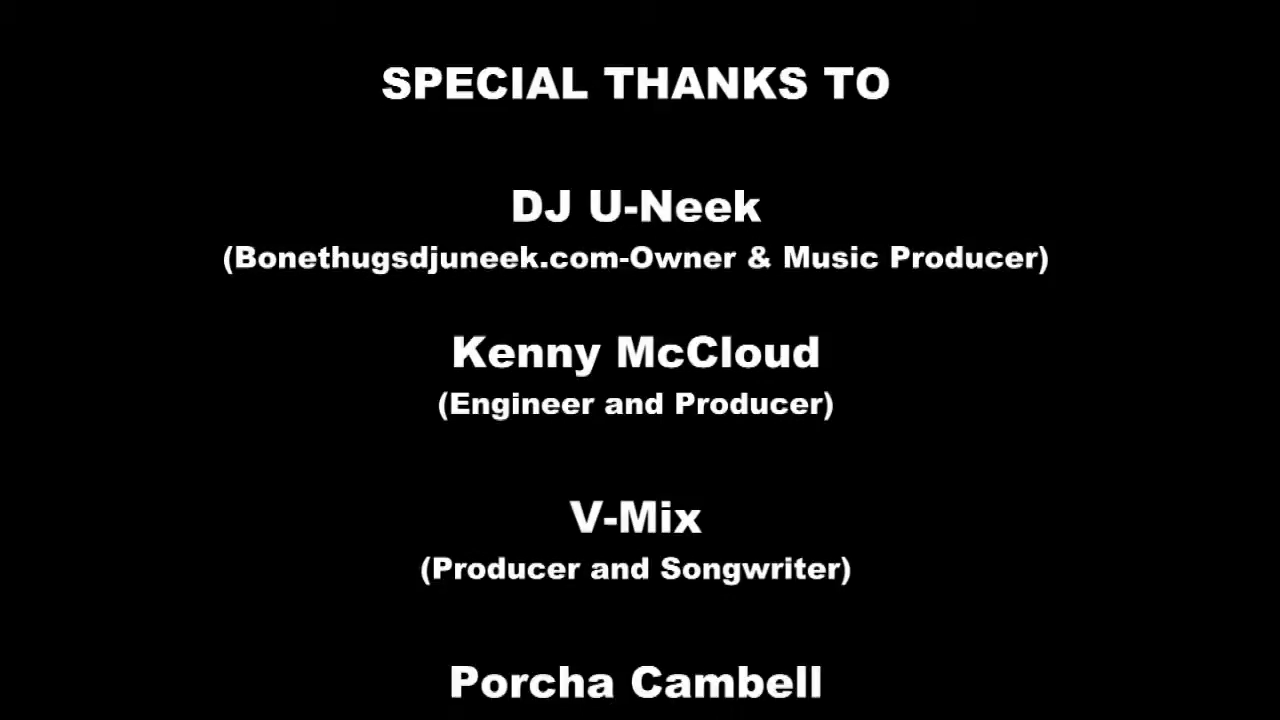 SPECIAL THANKS TO
DJ U-Neek
(Bonethugsdjuneek.com-Owner & Music Producer)
Kenny McCloud
(Engineer and Producer)
V-Mix
(Producer and Songwriter)
Porcha Cambell